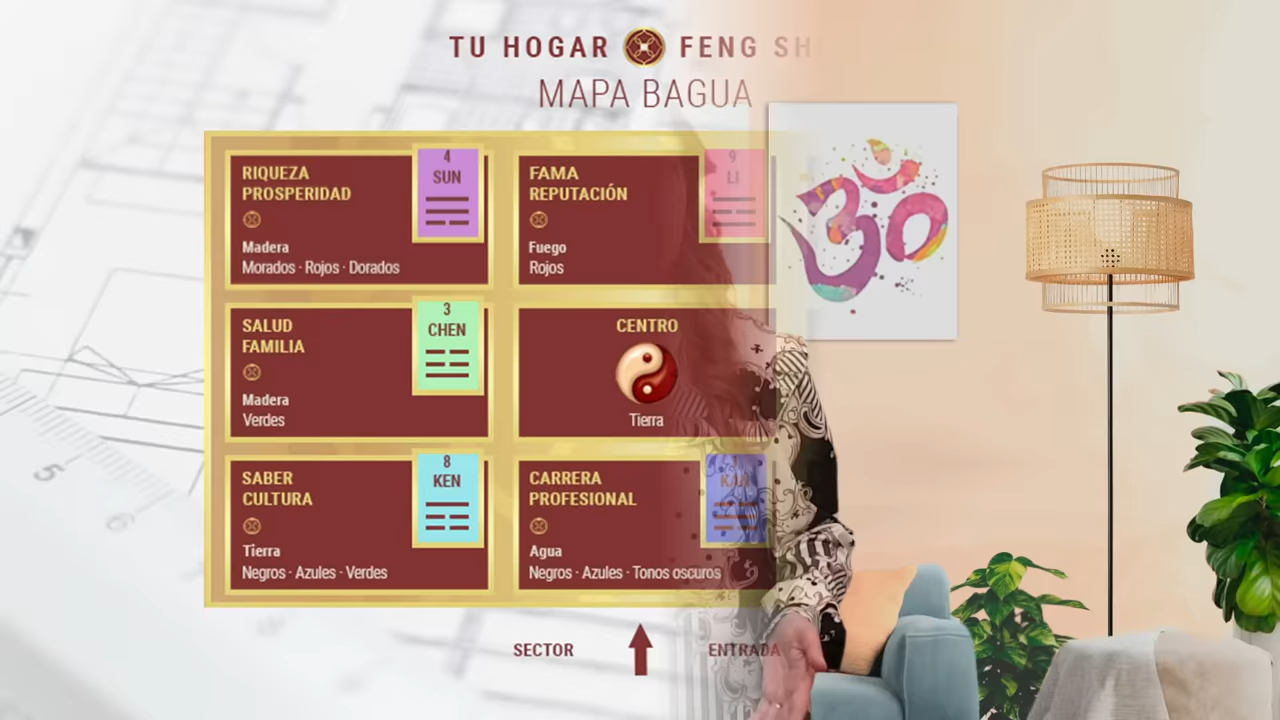 TU HOGAR FENG SH
MAPA BAGUA
RIQUEZA
PROSPERIDAD
Madera
Morados · Rojos · Dorados
4
SUN
FAMA
REPUTACIÓN
Fuego
Rojos
9
LI
SALUD
FAMILIA
Madera
Verdes
3
CHEN
CENTRO
Tierra
SABER
CULTURA
Tierra
Negros · Azules · Verdes
8
KEN
CARRERA
PROFESIONAL
Agua
Negros · Azules · Tonos oscuros
SECTOR ENTRADA
ॐ
5
6